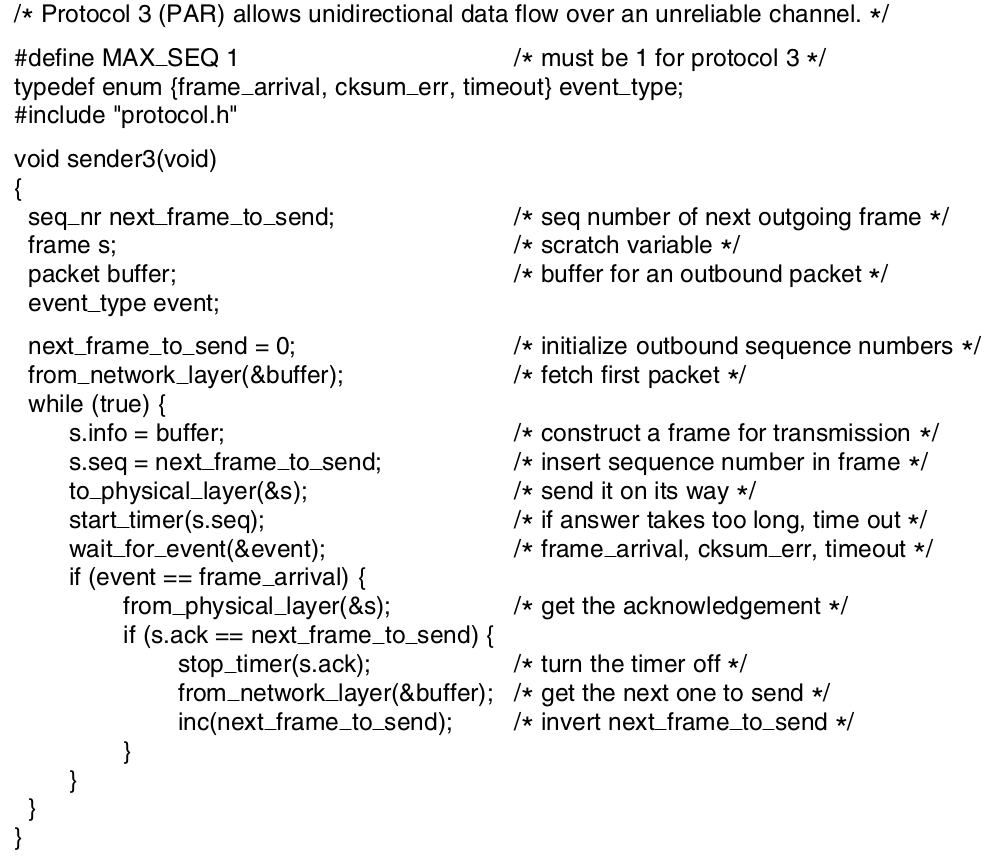 /* Protocol 3 (PAR) allows unidirectional data flow over an unreliable channel. */
#define MAX_SEQ 1 /* must be 1 for protocol 3 */
typedef enum {frame_arrival, cksum_err, timeout} event_type;
#include "protocol.h"
void sender3(void)
{
seq_nr next_frame_to_send; /* seq number of next outgoing frame */
frame s; /* scratch variable */
packet buffer; /* buffer for an outbound packet */
event_type event;
next_frame_to_send = 0; /* initialize outbound sequence numbers */
from_network_layer(&buffer); /* fetch first packet */
while (true) {
s.info = buffer; /* construct a frame for transmission */
s.seq = next_frame_to_send; /* insert sequence number in frame */
to_physical_layer(&s); /* send it on its way */
start_timer(s.seq); /* if answer takes too long, time out */
wait_for_event(&event); /* frame_arrival, cksum_err, timeout */
if (event == frame_arrival) {
from_physical_layer(&s); /* get the acknowledgement */
if (s.ack == next_frame_to_send) {
stop_timer(s.ack); /* turn the timer off */
from_network_layer(&buffer); /* get the next one to send */
inc(next_frame_to_send); /* invert next_frame_to_send */
}
}
}
}